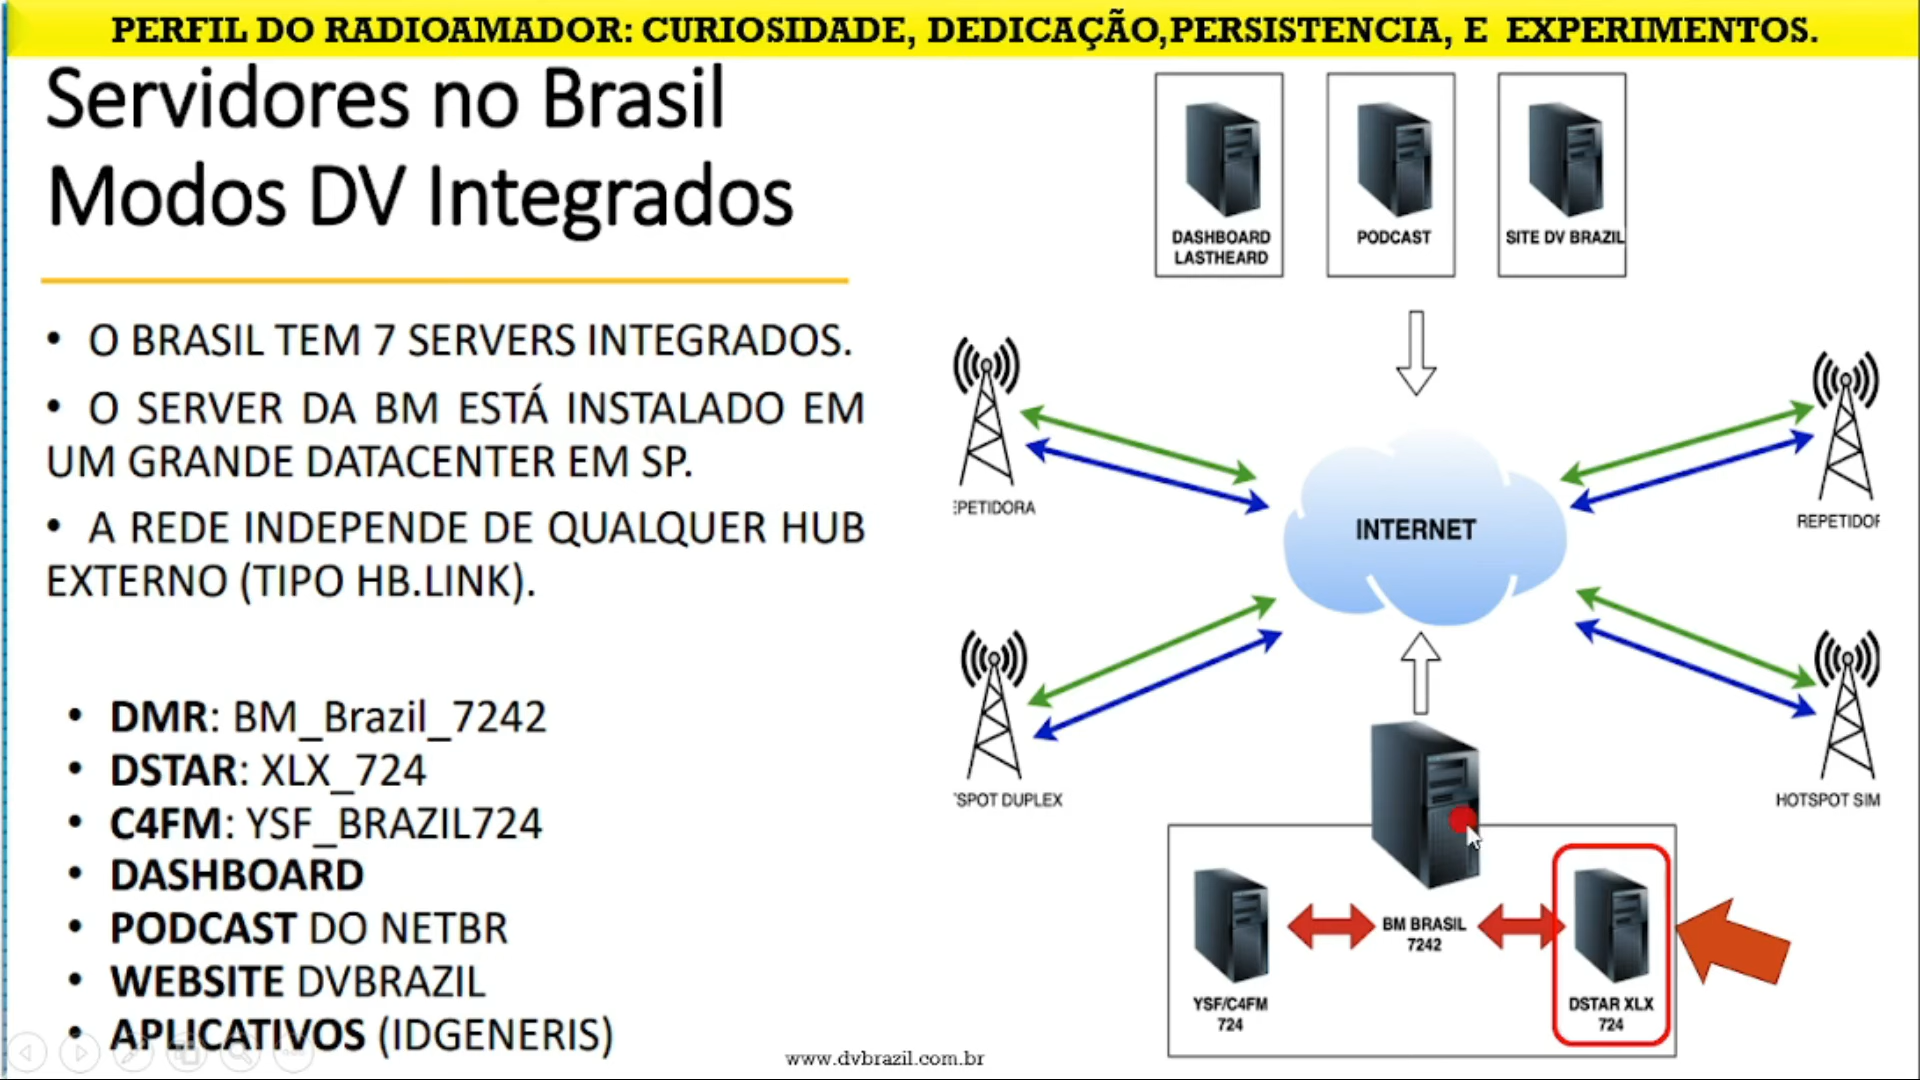 PERFIL DO RADIOAMADOR: CURIOSIDADE, DEDICAÇÃO,PERSISTENCIA, E EXPERIMENTOS.
Servidores no Brasil
Modos DV Integrados
• O BRASIL TEM 7 SERVERS INTEGRADOS.
• O SERVER DA BM ESTÁ INSTALADO EM
UM GRANDE DATACENTER EM SP.
• A REDE INDEPENDE DE QUALQUER HUB
EXTERNO (TIPO HB.LINK).
• DMR: BM_Brazil_7242
• DSTAR: XLX_724
• C4FM: YSF_BRAZIL724
• DASHBOARD
• PODCAST DO NETBR
• WEBSITE DVBRAZIL
• APLICATIVOS (IDGENERIS)
DASHBOARD
LASTHEARD
PODCAST
SITE DV BRAZIL
EPETIDORA
INTERNET
REPETIDOR
SPOT DUPLEX
HOTSPOT SIM
BM BRASIL
7242
YSF/C4FM
724
DSTAR XLX
724
www.dvbrazil.com.br